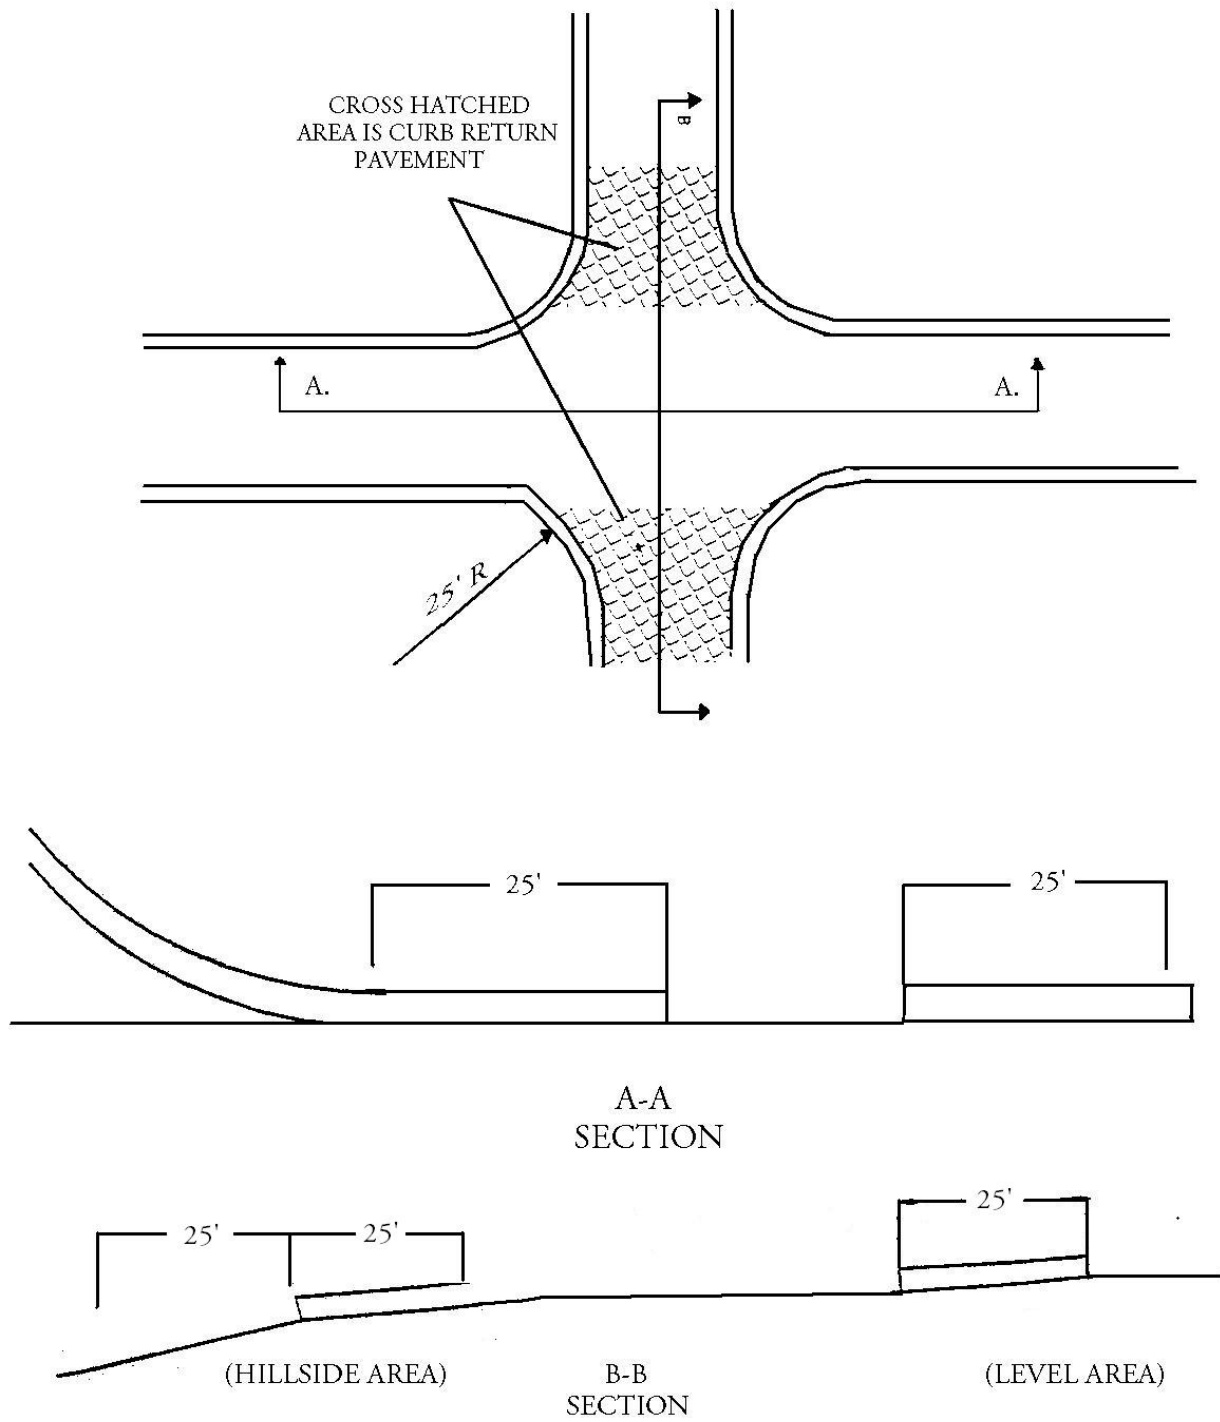 CROSS HATCHED
AREA IS CURB RETURN
PAVEMENT
B
A.
A.
25' R
25'
25'
A-A
SECTION
25'
25'
25'
(HILLSIDE AREA)
B-B
SECTION
(LEVEL AREA)